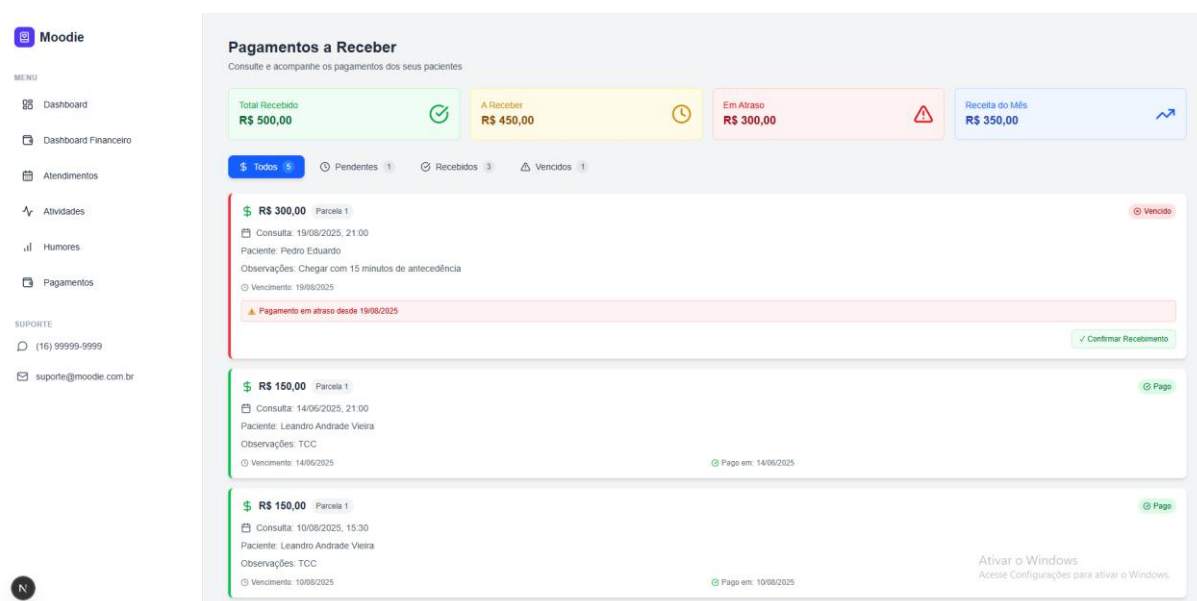 Moodie
MENU
Dashboard
Dashboard Financeiro
Atendimentos
Atividades
Humores
Pagamentos
SUPORTE
(16) 99999-9999
suporte@moodie.com.br
N
Pagamentos a Receber
Consulte e acompanhe os pagamentos dos seus pacientes
Total Recebido
R$ 500,00
A Receber
R$ 450,00
Em Atraso
R$ 300,00
Receita do Mês
R$ 350,00
$ Todos 5 Pendentes 1 Recebidos 3 Vencidos 1
$ R$ 300,00 Parcela 1 Vencido
Consulta: 19/08/2025, 21:00
Paciente: Pedro Eduardo
Observações: Chegar com 15 minutos de antecedência
Vencimento: 19/08/2025
Pagamento em atraso desde 19/08/2025
✓ Confirmar Recebimento
$ R$ 150,00 Parcela 1 Pago
Consulta: 14/06/2025, 21:00
Paciente: Leandro Andrade Vieira
Observações: TCC
Vencimento: 14/06/2025 Pago em: 14/06/2025
$ R$ 150,00 Parcela 1 Pago
Consulta: 10/08/2025, 15:30
Paciente: Leandro Andrade Vieira
Observações: TCC
Vencimento: 10/08/2025 Pago em: 10/08/2025
Ativar o Windows
Acesse Configurações para ativar o Windows.